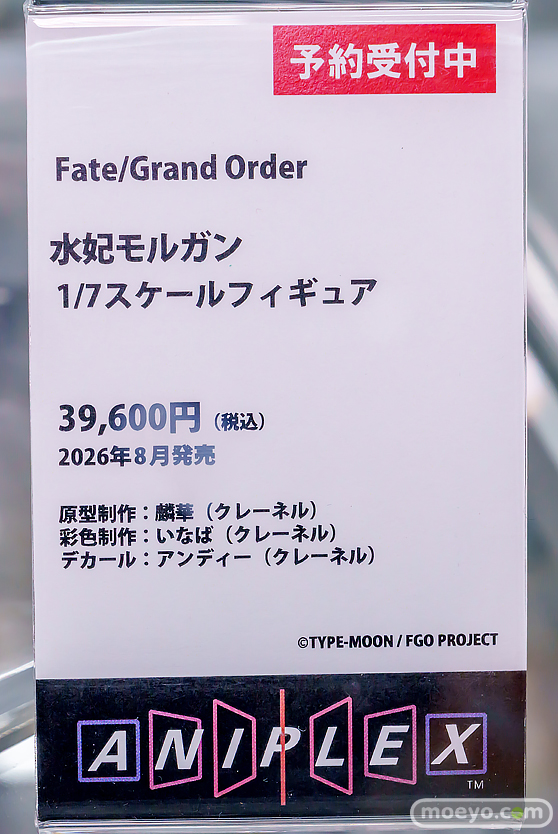 予約受付中
Fate/Grand Order
水妃モルガン
1/7スケールフィギュア
39,600円（税込）
2026年8月発売
原型制作：麟華（クレーネル）
彩色制作：いなば（クレーネル）
デカール：アンディー（クレーネル）
©TYPE-MOON / FGO PROJECT
ANIPLEX
TM
moeyo.com